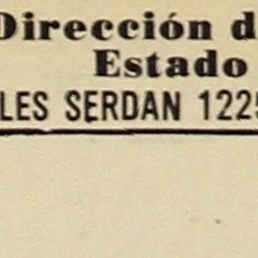 Dirección d
Estado
LES SERDAN 1225